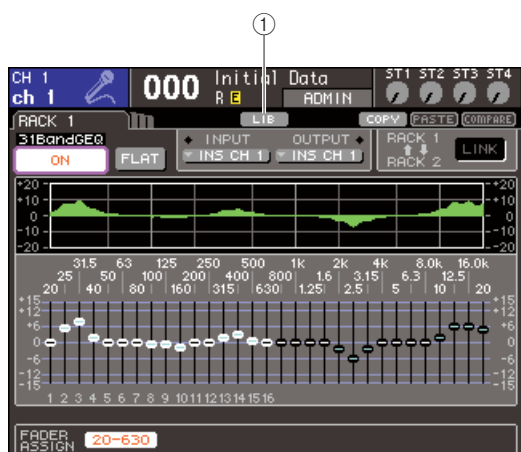 1
CH 1
ch 1
000
Initial Data
R E
ADMIN
ST1 ST2 ST3 ST4
RACK 1
LIB
COPY
PASTE
COMPARE
31BandGEQ
ON
FLAT
INPUT
INS CH 1
OUTPUT
INS CH 1
RACK 1
RACK 2
LINK
+20 +20
+10 +10
0 0
-10 -10
-20 -20
31.5 63 125 250 500 1K 2K 4K 8.0k 16.0k
25 50 100 200 400 800 1.6 3.15 6.3 12.5
20 40 80 160 315 630 1.25 2.5 5 10 20
+15 +15
+12 +12
+6 +6
0 0
-6 -6
-12 -12
-15 -15
1 2 3 4 5 6 7 8 9 10 11 12 13 14 15 16
FADER
ASSIGN
20-630